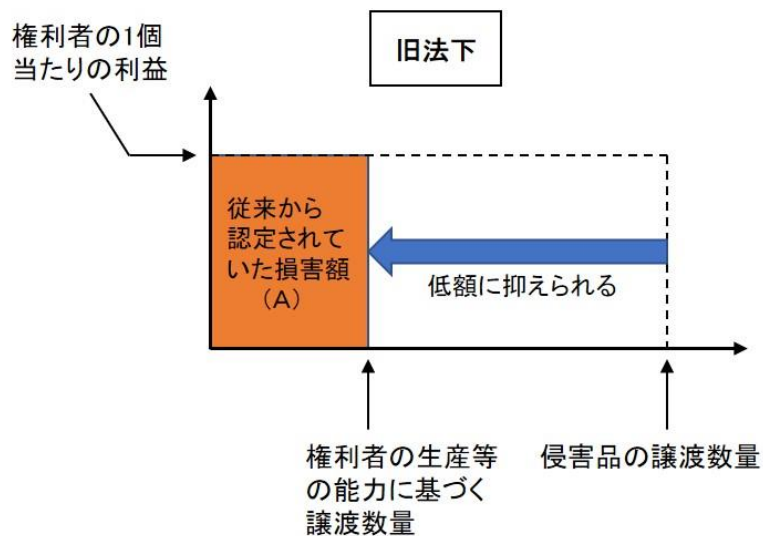 権利者の1個
当たりの利益
旧法下
従来から
認定されて
いた損害額
（A）
低額に抑えられる
権利者の生産等
の能力に基づく
譲渡数量
侵害品の譲渡数量